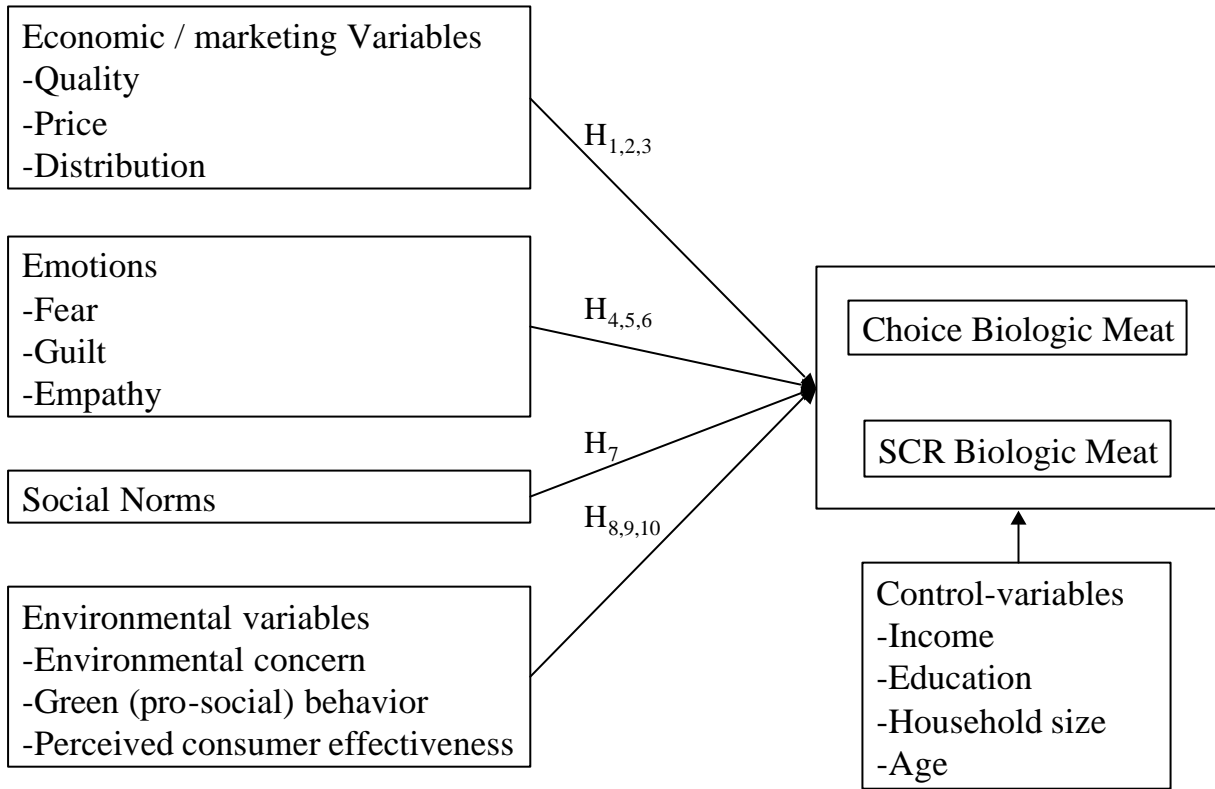 Economic / marketing Variables
-Quality
-Price
-Distribution
H1,2,3
Emotions
-Fear
-Guilt
-Empathy
H4,5,6
Social Norms
H7
Environmental variables
-Environmental concern
-Green (pro-social) behavior
-Perceived consumer effectiveness
H8,9,10
Choice Biologic Meat
SCR Biologic Meat
Control-variables
-Income
-Education
-Household size
-Age